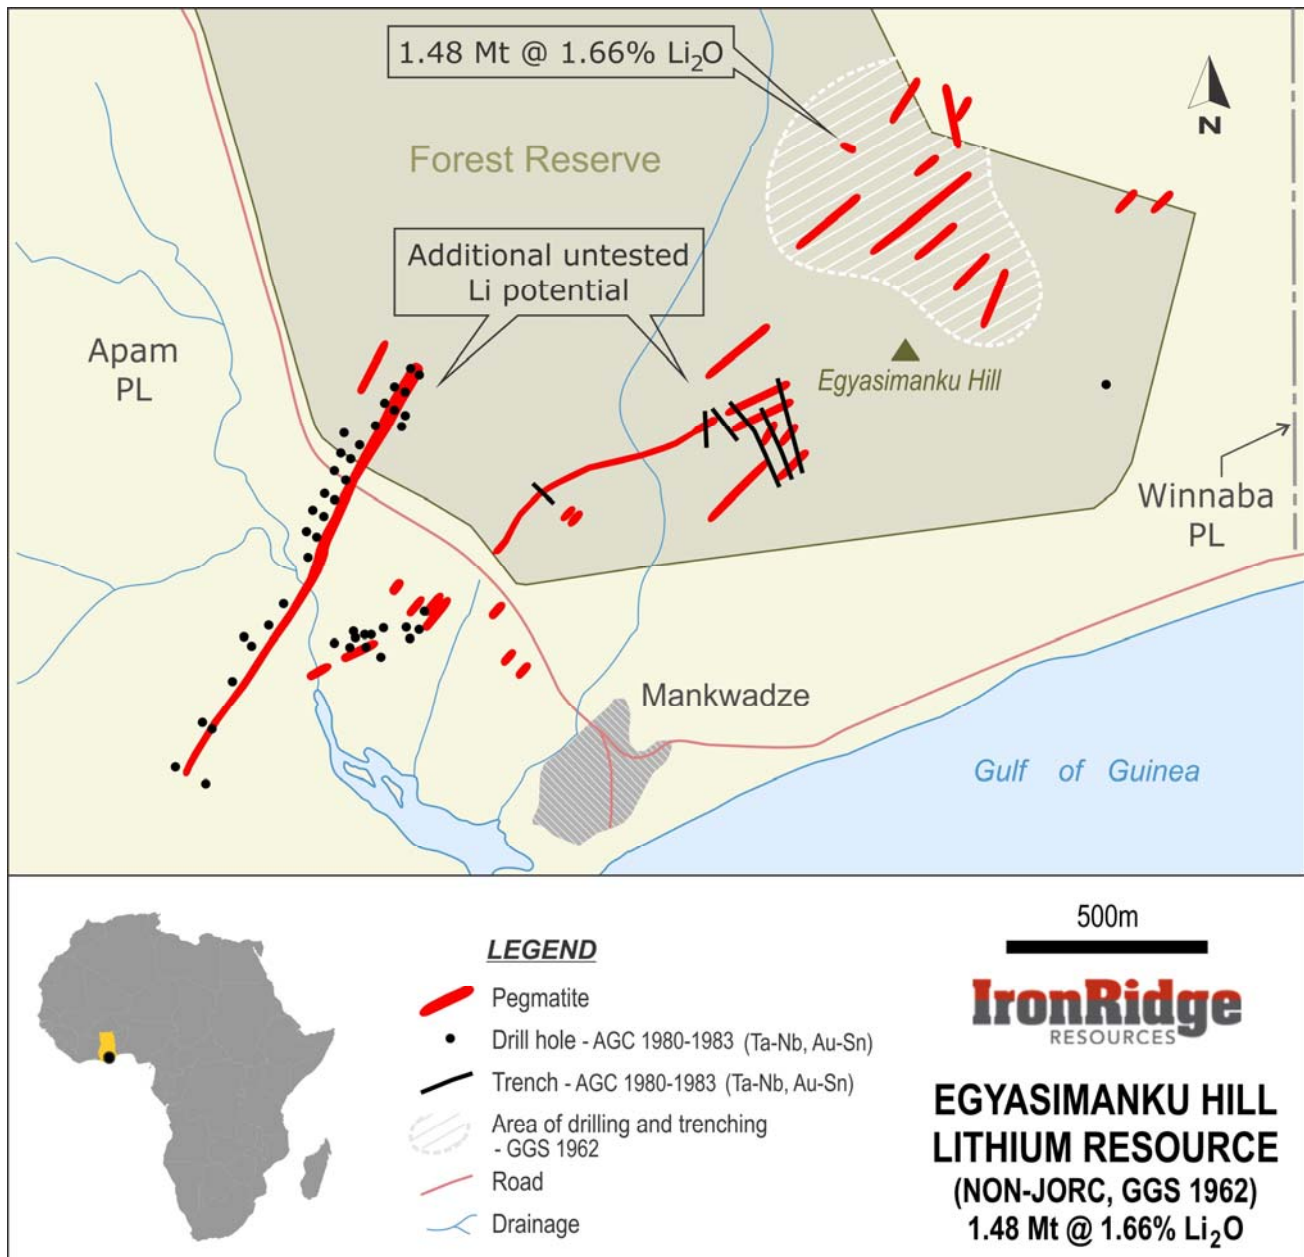 1.48 Mt @ 1.66% Li₂O
N
Forest Reserve
Additional untested
Li potential
Apam
PL
Egyasimanku Hill
Winnaba
PL
Mankwadze
Gulf of Guinea
LEGEND
Pegmatite
Drill hole - AGC 1980-1983 (Ta-Nb, Au-Sn)
Trench - AGC 1980-1983 (Ta-Nb, Au-Sn)
Area of drilling and trenching
- GGS 1962
Road
Drainage
500m
IronRidge
RESOURCES
EGYASIMANKU HILL
LITHIUM RESOURCE
(NON-JORC, GGS 1962)
1.48 Mt @ 1.66% Li₂O